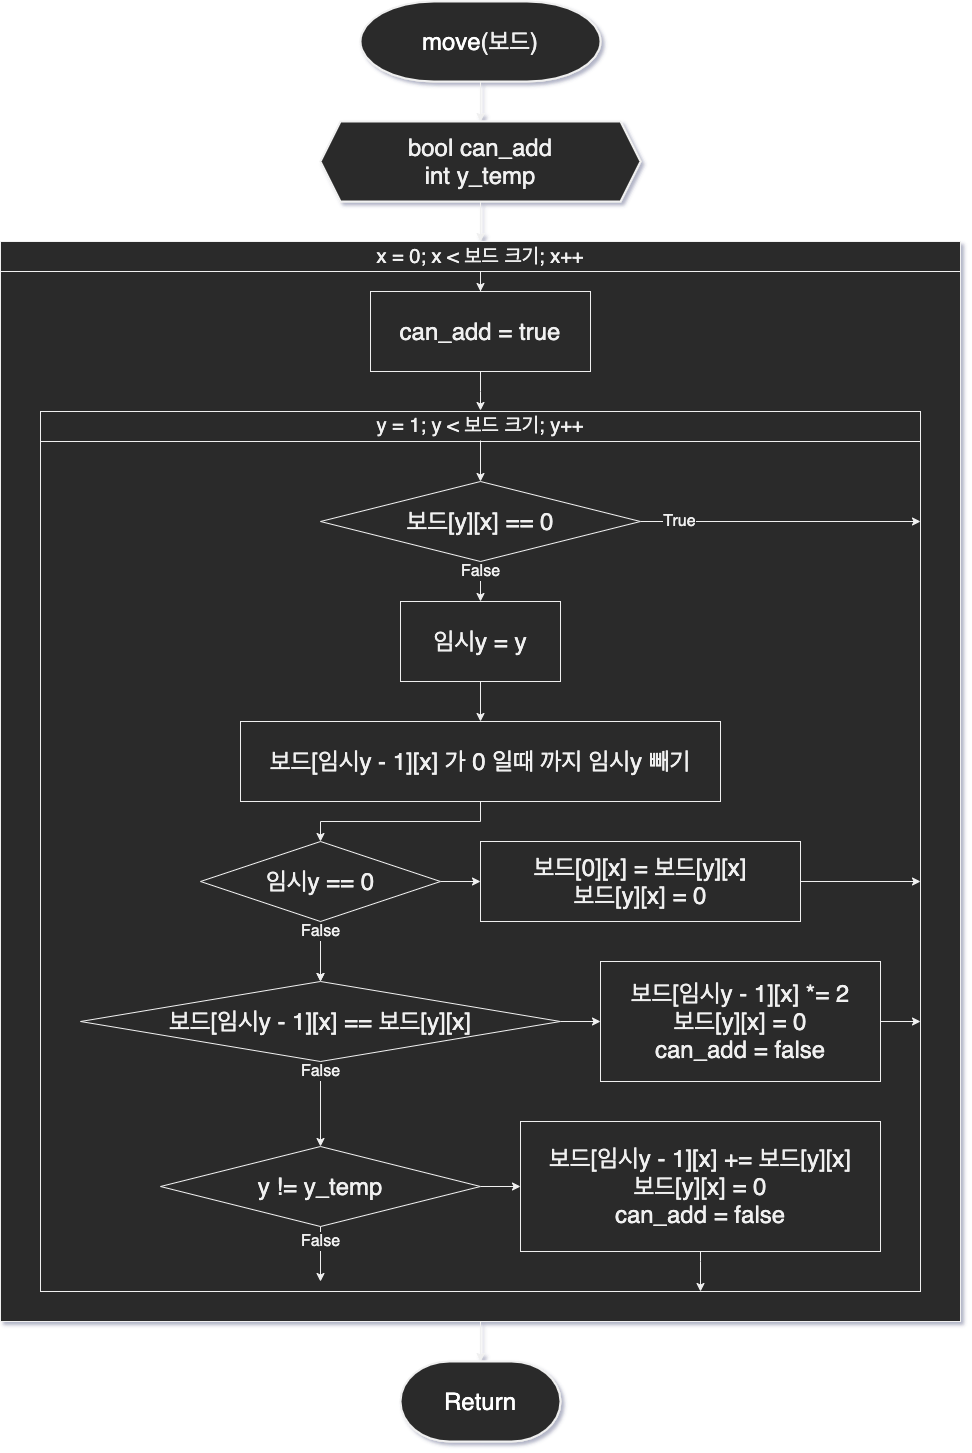 move(보드)
bool can_add
int y_temp
x = 0; x < 보드 크기; x++
can_add = true
y = 1; y < 보드 크기; y++
보드[y][x] == 0
True
False
임시y = y
보드[임시y - 1][x] 가 0 일때 까지 임시y 빼기
임시y == 0
보드[0][x] = 보드[y][x]
보드[y][x] = 0
False
보드[임시y - 1][x] == 보드[y][x]
보드[임시y - 1][x] *= 2
보드[y][x] = 0
can_add = false
False
y != y_temp
보드[임시y - 1][x] += 보드[y][x]
보드[y][x] = 0
can_add = false
False
Return